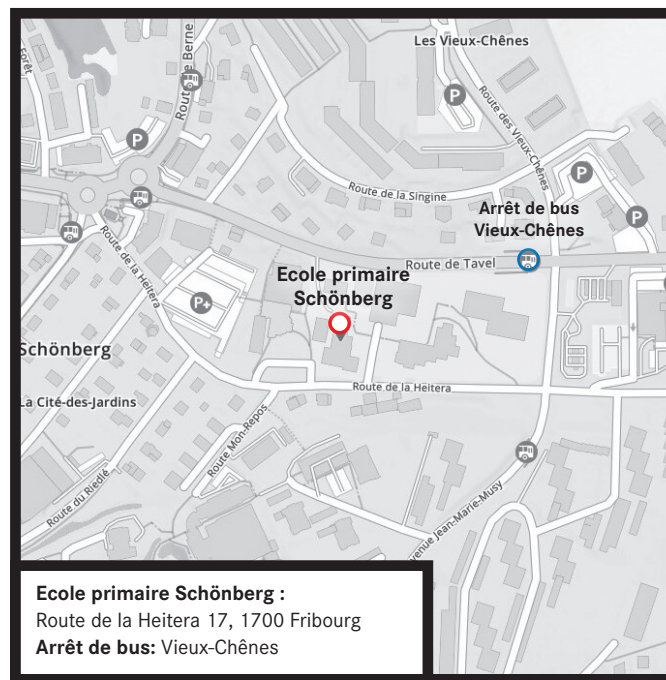 Les Vieux-Chênes
Forêt
Route de Berne
P
Route des Vieux-Chênes
P
P
Route de la Singine
Arrêt de bus
Vieux-Chênes
P
Route de la Heitera
Route de Tavel
Ecole primaire
Schönberg
P+
Schönberg
Route de la Heitera
La Cité-des-Jardins
Route Mon-Repos
Route du Riedlé
Avenue Jean-Marie-Musy
Ecole primaire Schönberg :
Route de la Heitera 17, 1700 Fribourg
Arrêt de bus: Vieux-Chênes